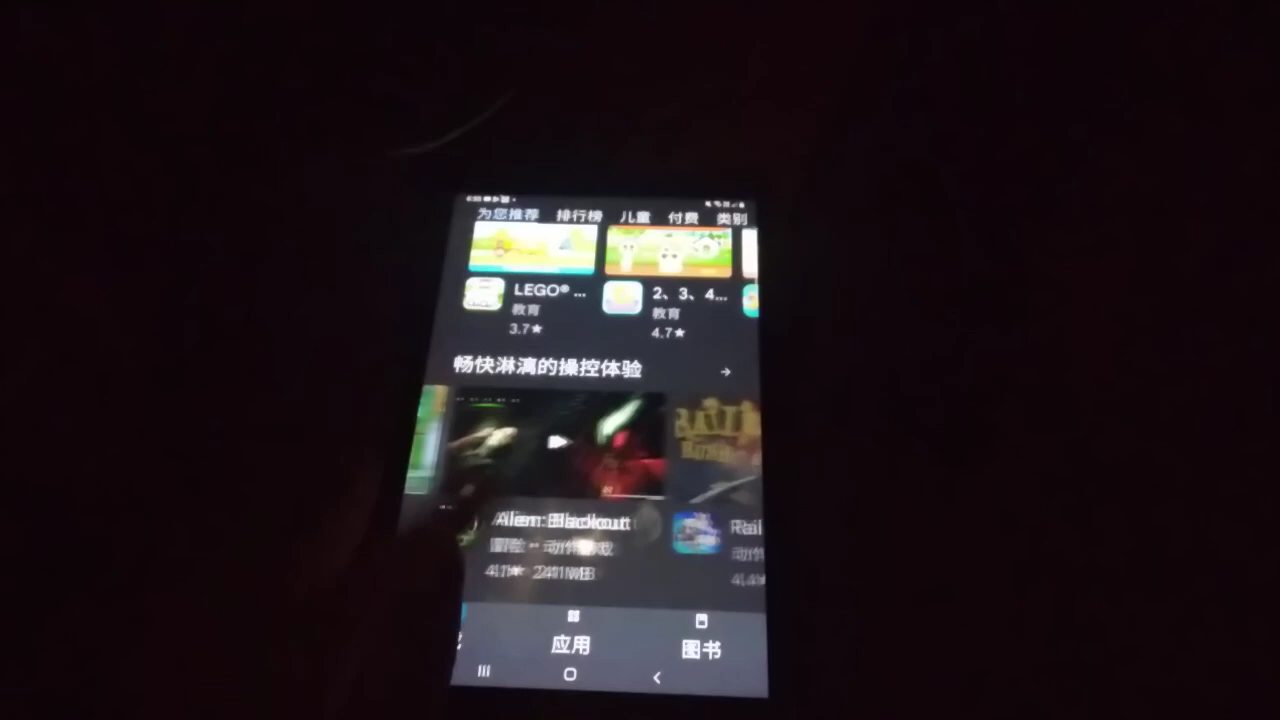 为您推荐 排行榜 儿童 付费 类别
LEGO® ... 2、3、4...
教育 教育
3.7★ 4.7★
畅快淋漓的操控体验 →
Alien: Blackout
动作
应用 图书